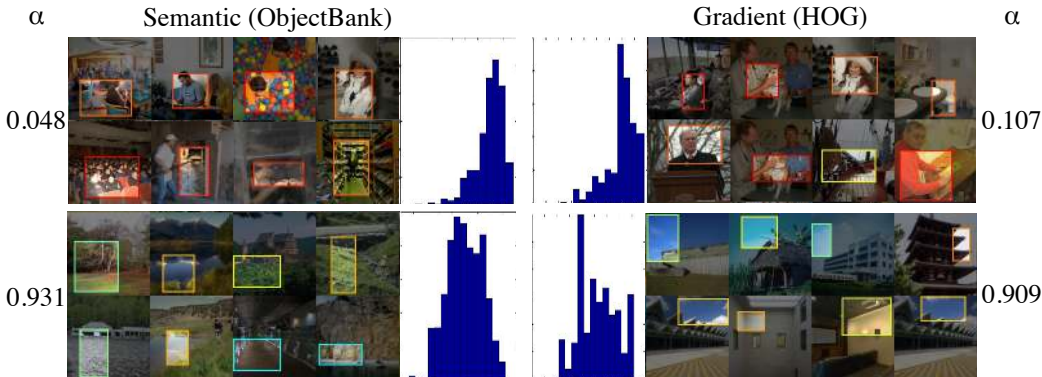 α Semantic (ObjectBank) Gradient (HOG) α
0.048 0.107
0.931 0.909